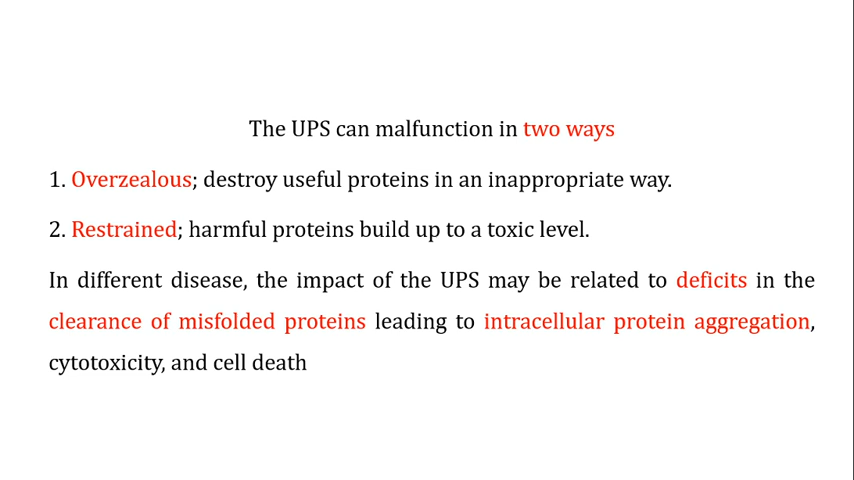 The UPS can malfunction in two ways
1. Overzealous; destroy useful proteins in an inappropriate way.
2. Restrained; harmful proteins build up to a toxic level.
In different disease, the impact of the UPS may be related to deficits in the
clearance of misfolded proteins leading to intracellular protein aggregation,
cytotoxicity, and cell death